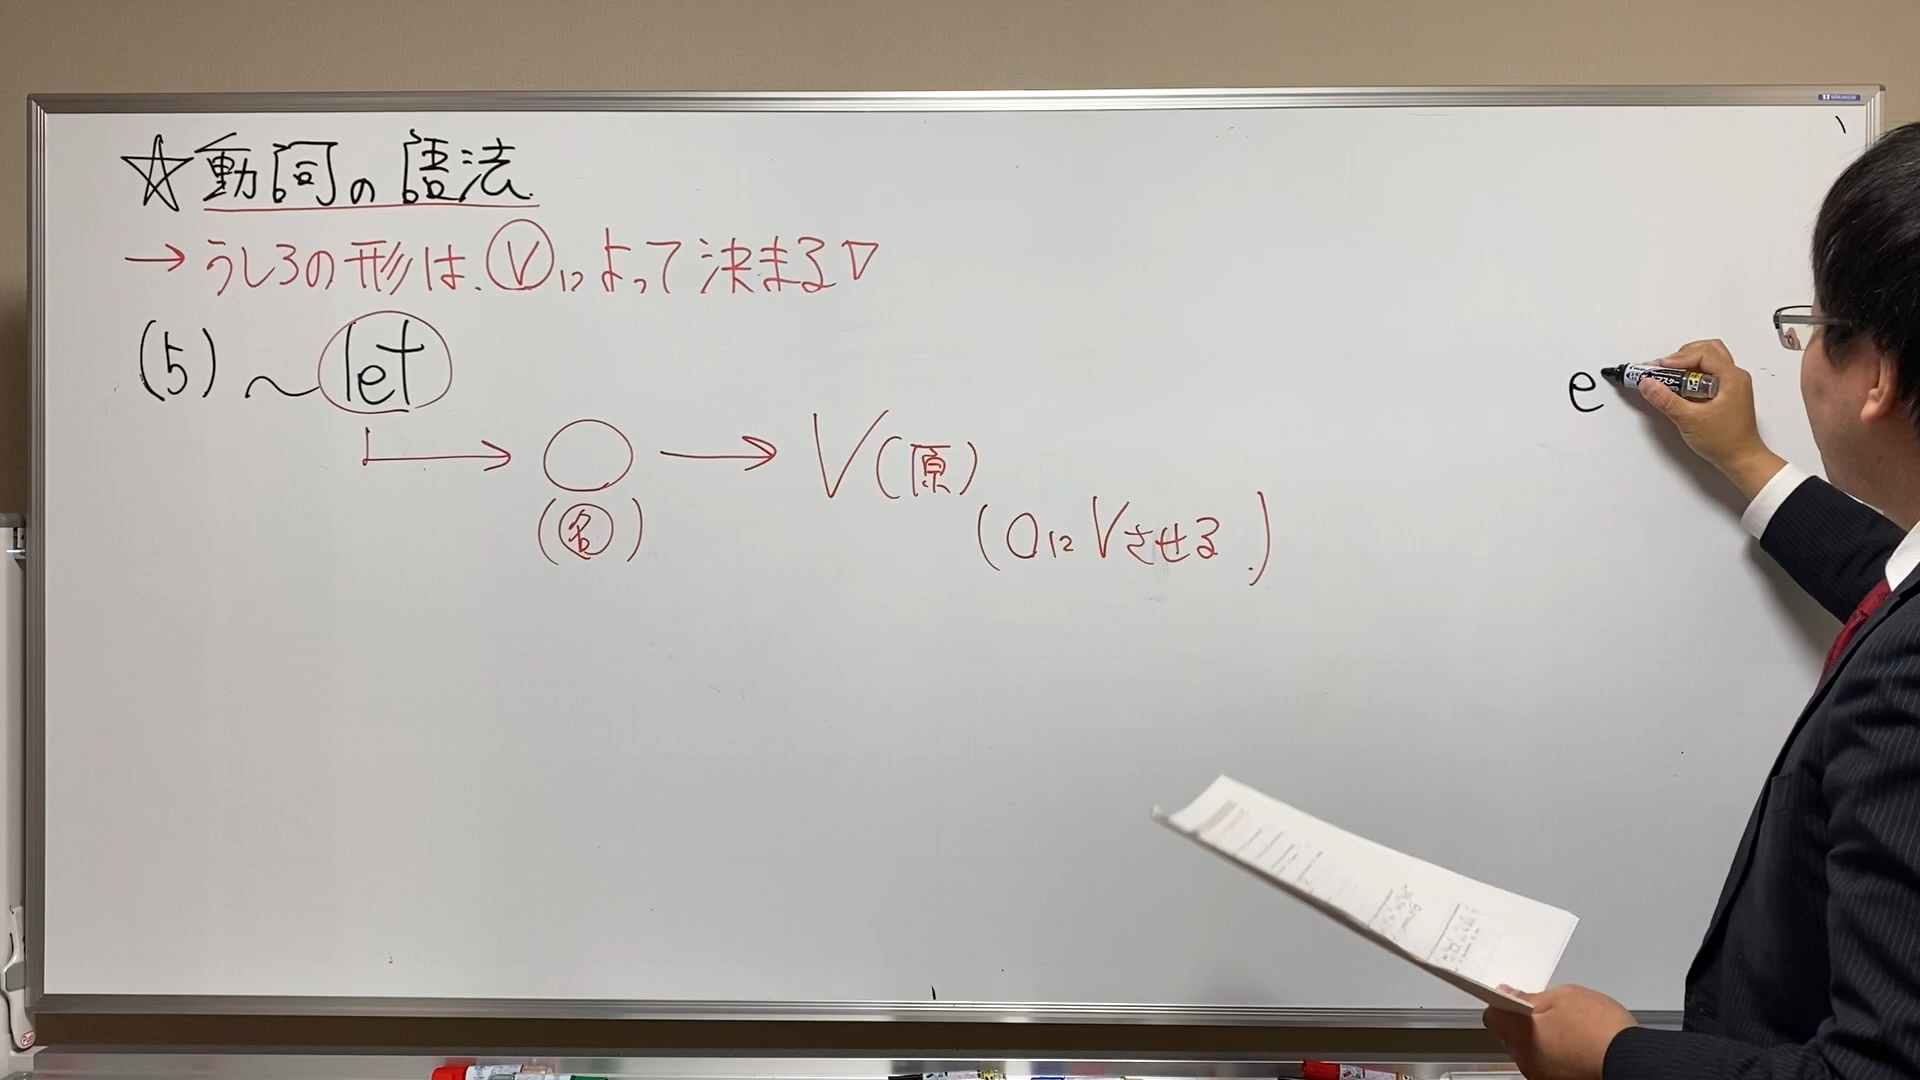 ☆動詞の語法
→うしろの形は、Ⓥによって決まる▽
(5) ～let
○ → V(原)
(名)
(OにVさせる.)
e